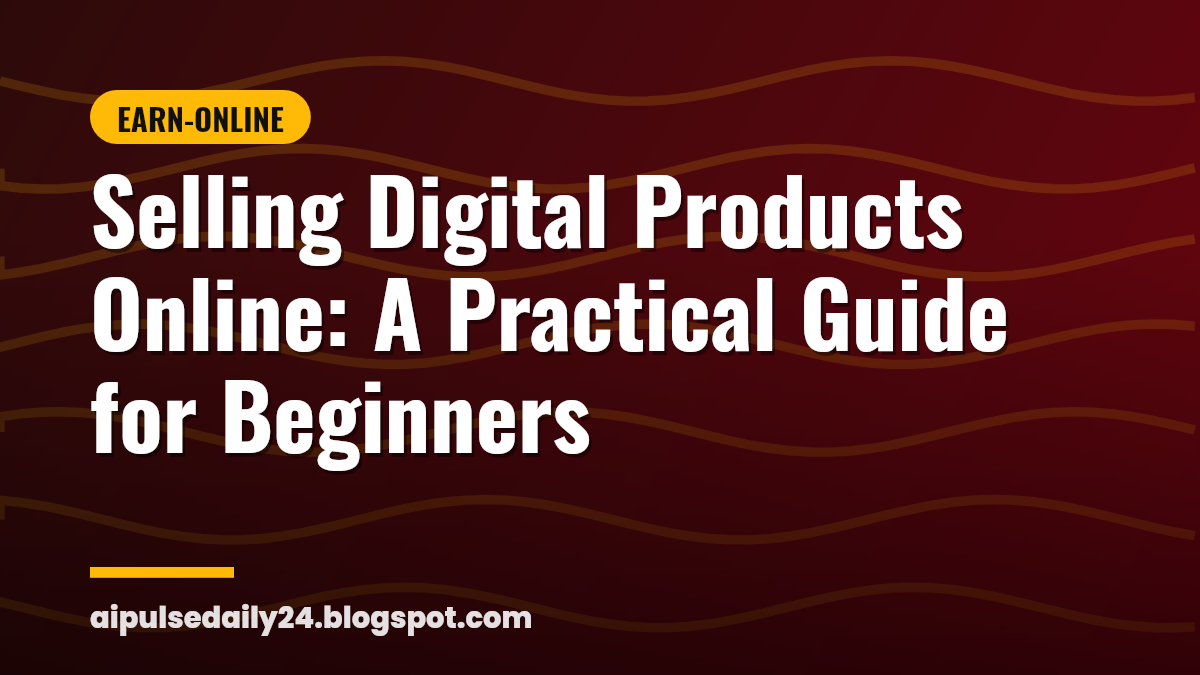 EARN-ONLINE
Selling Digital Products
Online: A Practical Guide
for Beginners
aipulsedaily24.blogspot.com